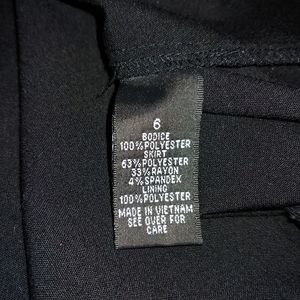 6
BODICE
100%POLYESTER
SKIRT
63%POLYESTER
33%RAYON
4%SPANDEX
LINING
100%POLYESTER
MADE IN VIETNAM
SEE OVER FOR
CARE